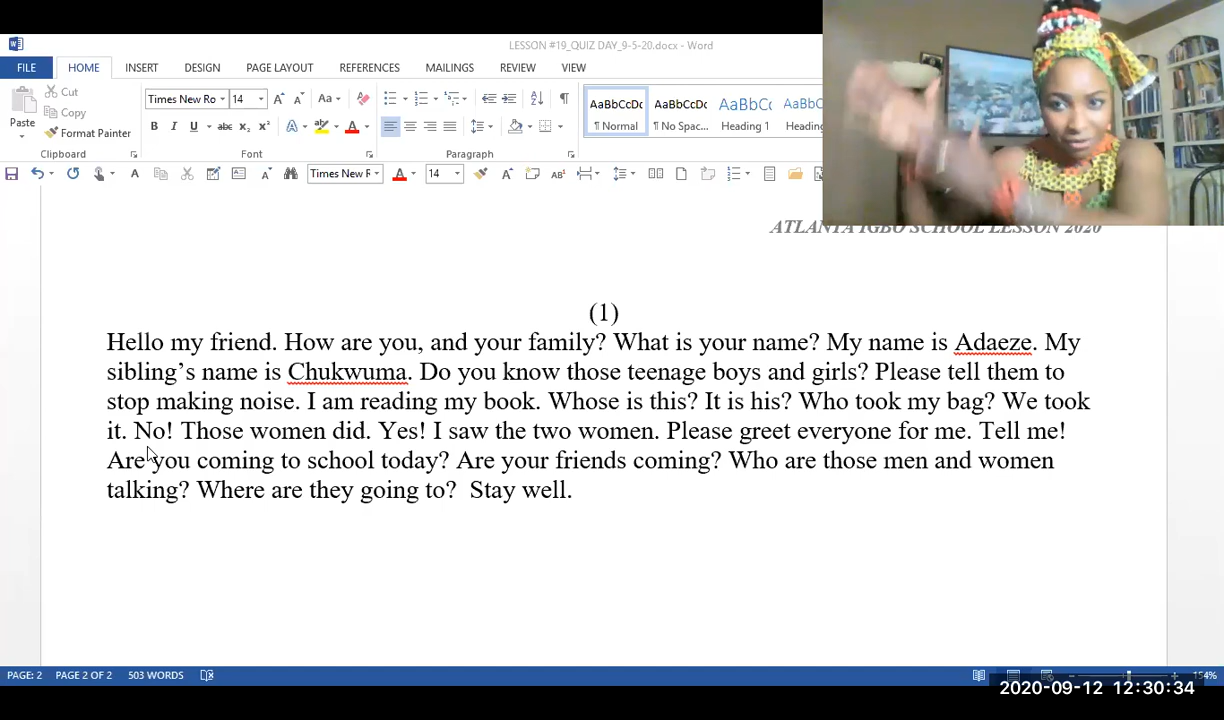 LESSON #19_QUIZ DAY_9-5-20.docx - Word
FILE HOME INSERT DESIGN PAGE LAYOUT REFERENCES MAILINGS REVIEW VIEW
Paste
Cut
Copy
Format Painter
Times New Ro 14
AaBbCcDc AaBbCcDc AaBbCc AaBbC
¶ Normal ¶ No Spac... Heading 1 Heading
Clipboard Font Paragraph
Times New R 14
ATLANTA IGBO SCHOOL LESSON 2020
(1)
Hello my friend. How are you, and your family? What is your name? My name is Adaeze. My
sibling’s name is Chukwuma. Do you know those teenage boys and girls? Please tell them to
stop making noise. I am reading my book. Whose is this? It is his? Who took my bag? We took
it. No! Those women did. Yes! I saw the two women. Please greet everyone for me. Tell me!
Are you coming to school today? Are your friends coming? Who are those men and women
talking? Where are they going to?  Stay well.
PAGE: 2 PAGE 2 OF 2 503 WORDS
154%
2020-09-12 12:30:34